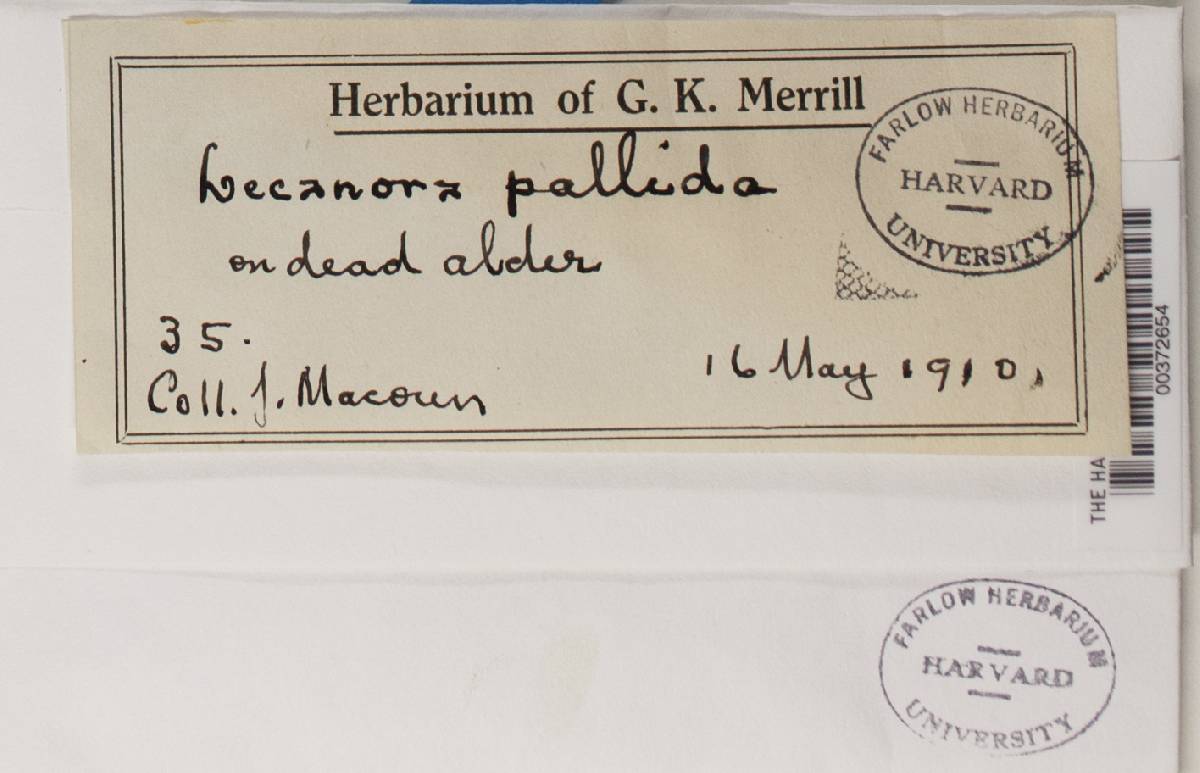 Herbarium of G. K. Merrill
Lecanora pallida
on dead alder
35.
Coll. J. Macoun
16 May 1910.
FARLOW HERBARIUM
HARVARD
UNIVERSITY
00372654
THE HA
FARLOW HERBARIUM
HARVARD
UNIVERSITY